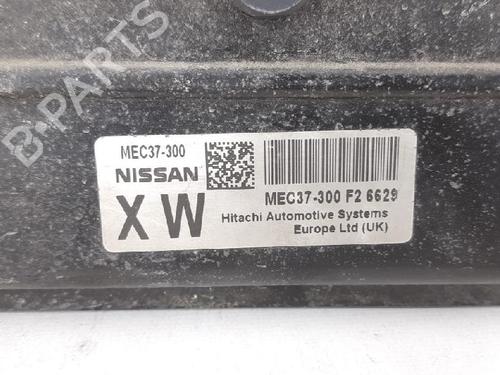 MEC37-300
NISSAN
X W
MEC37-300 F2 6629
Hitachi Automotive Systems
Europe Ltd (UK)
B-PARTS